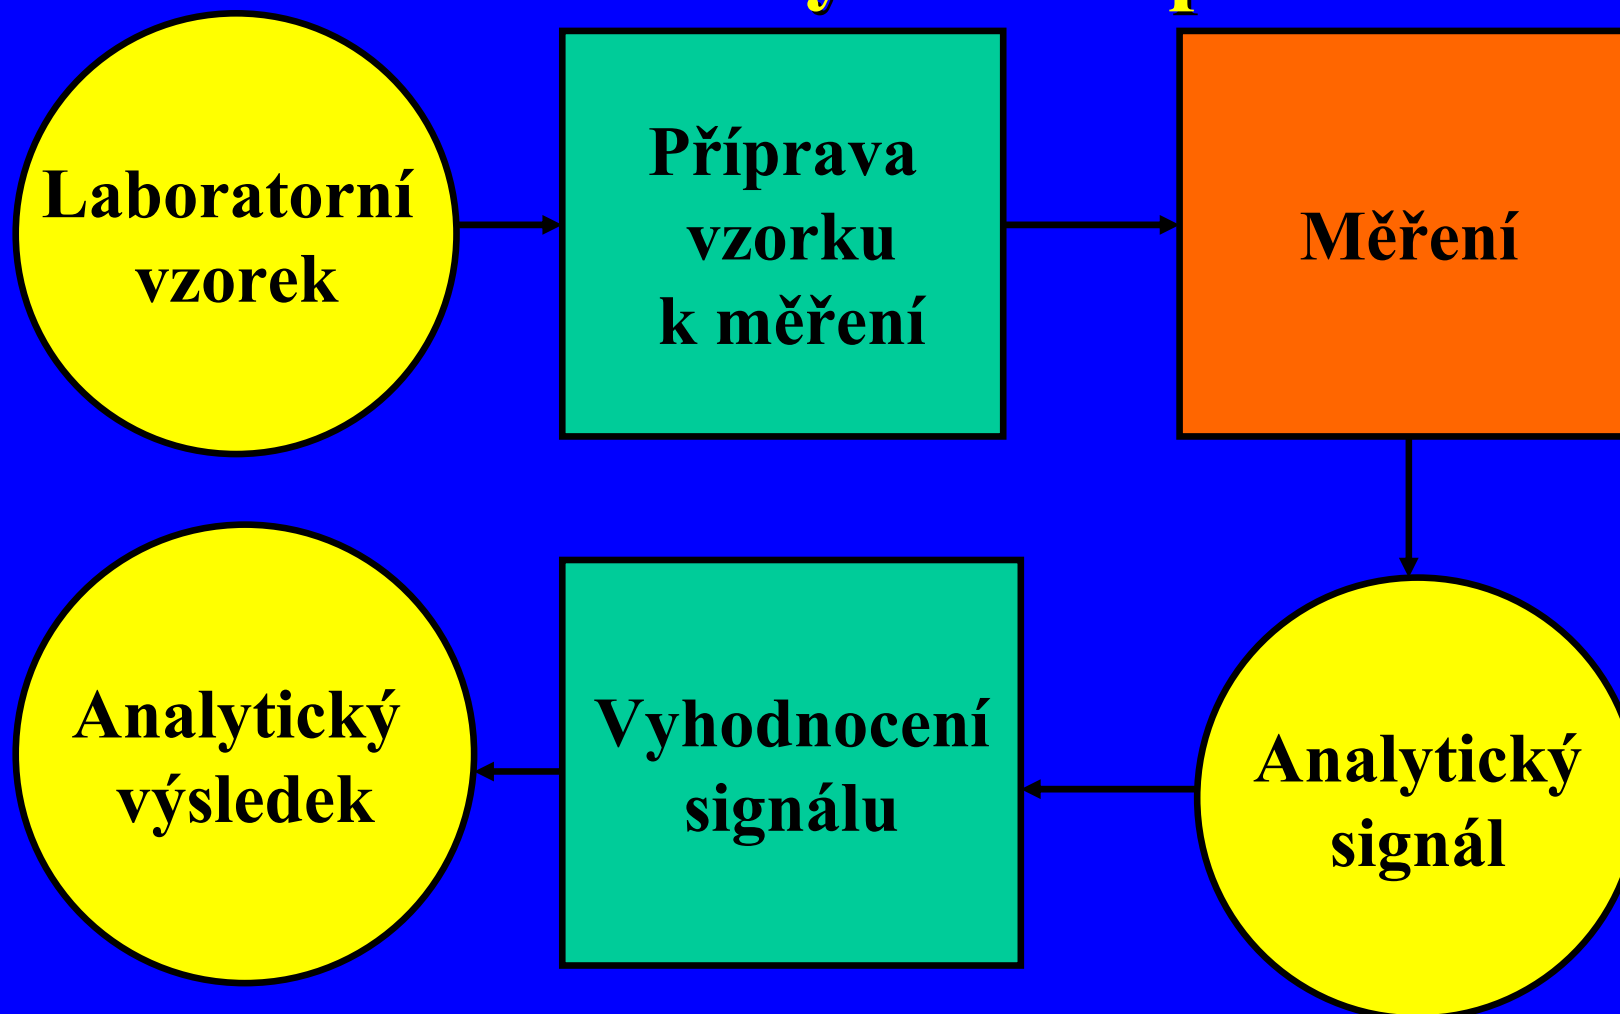 Laboratorní
vzorek
Příprava
vzorku
k měření
Měření
Analytický
výsledek
Vyhodnocení
signálu
Analytický
signál